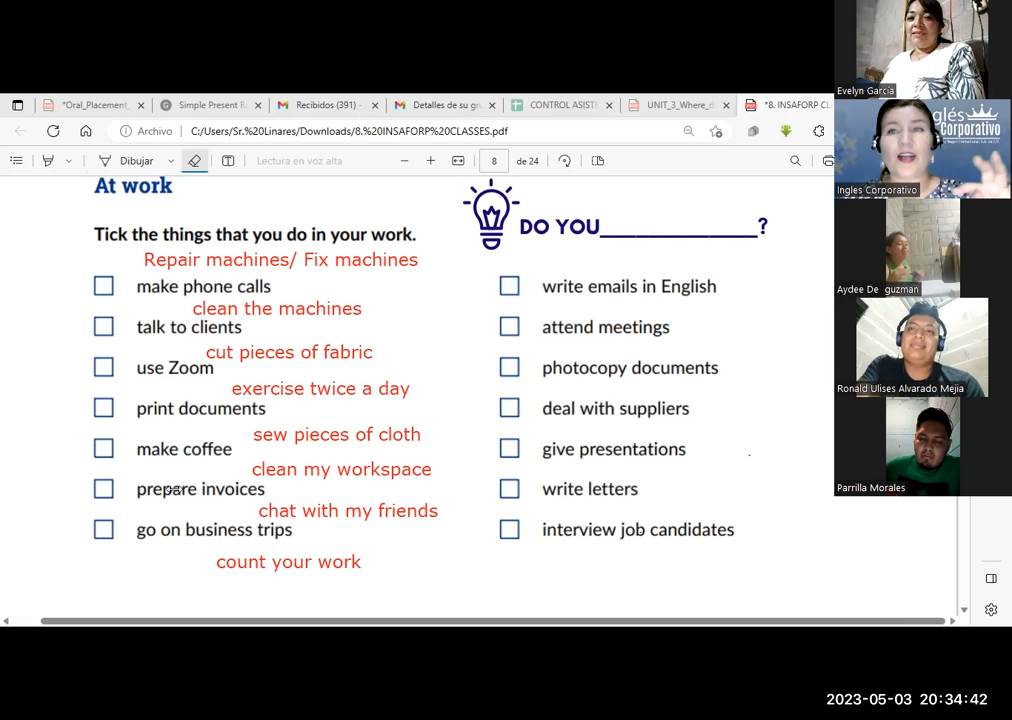 Evelyn Garcia
*Oral_Placement_
Simple Present R
Recibidos (391) -
Detalles de su gru
CONTROL ASIST
UNIT_3_Where_d
*8. INSAFORP CL
Archivo
C:/Users/Sr.%20Linares/Downloads/8.%20INSAFORP%20CLASSES.pdf
Dibujar
Lectura en voz alta
8
de 24
glés
Corporativo
Ingles Corporativo
At work
DO YOU______________?
Tick the things that you do in your work.
Repair machines/ Fix machines
make phone calls
clean the machines
talk to clients
cut pieces of fabric
use Zoom
exercise twice a day
print documents
sew pieces of cloth
make coffee
clean my workspace
prepare invoices
chat with my friends
go on business trips
count your work
write emails in English
attend meetings
photocopy documents
deal with suppliers
give presentations
write letters
interview job candidates
Aydee De guzman
Ronald Ulises Alvarado Mejia
Parrilla Morales
2023-05-03 20:34:42